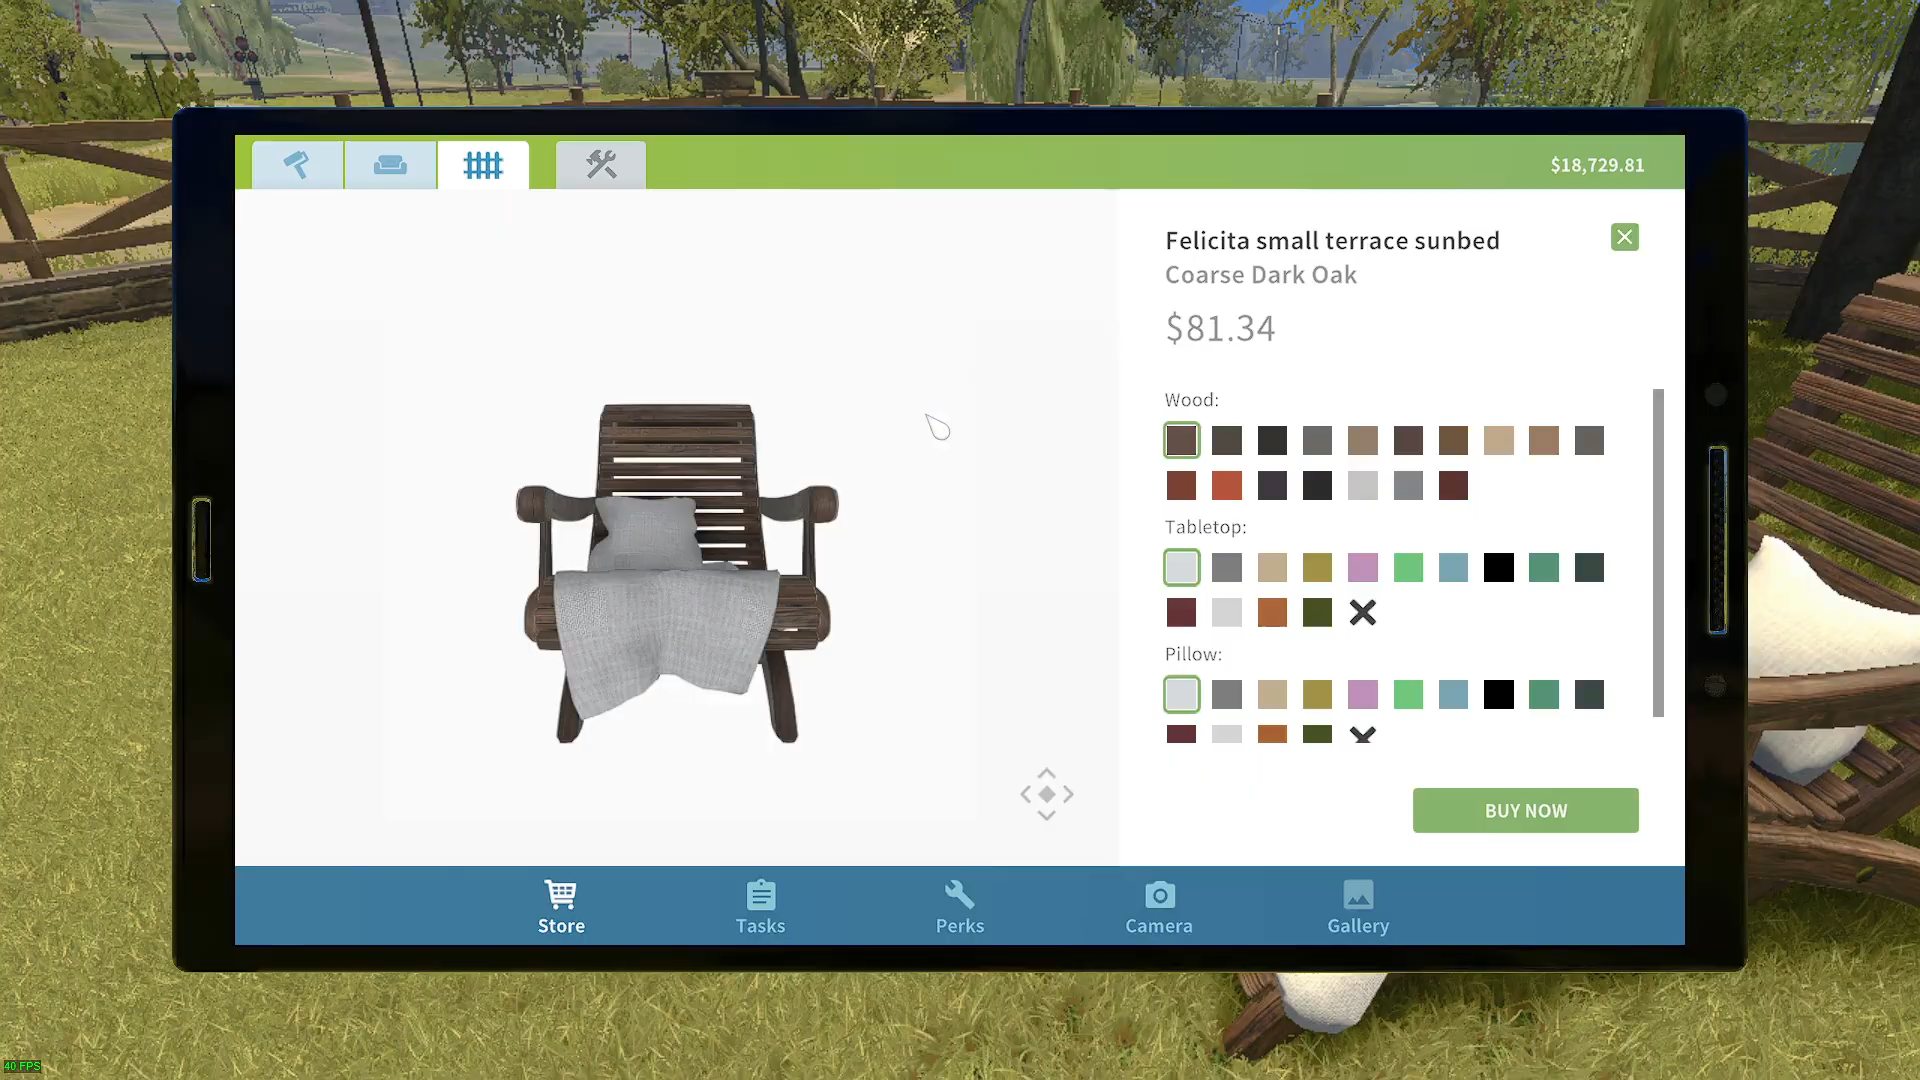 $18,729.81
Felicita small terrace sunbed
Coarse Dark Oak
$81.34
Wood:
Tabletop:
Pillow:
BUY NOW
Store
Tasks
Perks
Camera
Gallery
40 FPS